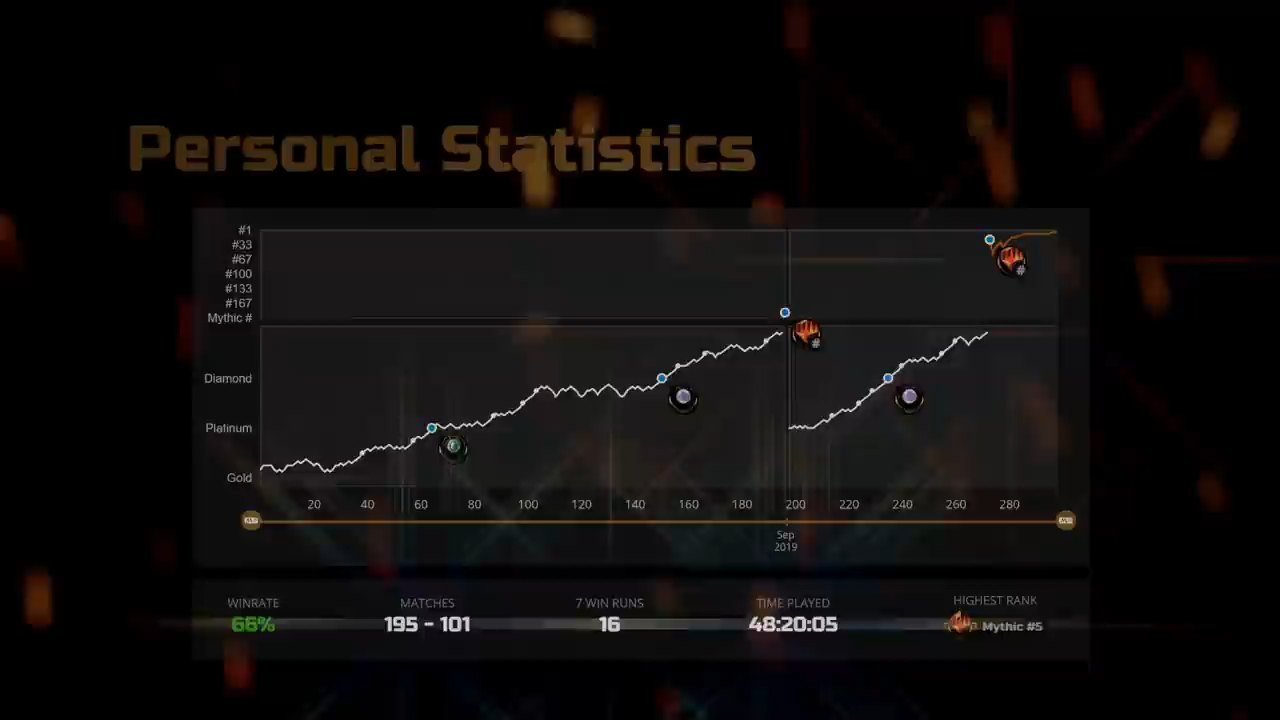 Personal Statistics
#1
#33
#67
#100
#133
#167
Mythic #
Diamond
Platinum
Gold
20 40 60 80 100 120 140 160 180 200 220 240 260 280
Sep
2019
WINRATE MATCHES 7 WIN RUNS TIME PLAYED HIGHEST RANK
66% 195 - 101 16 48:20:05 Mythic #5